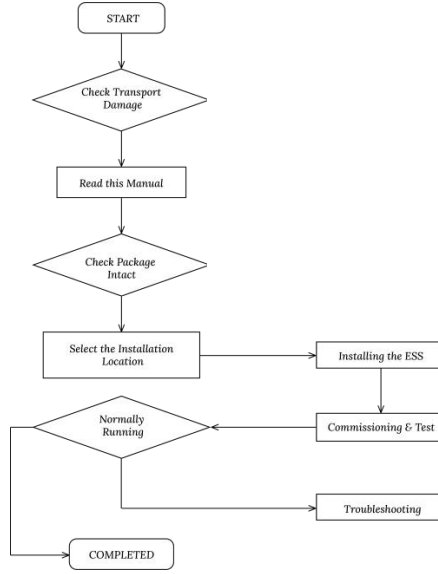 START
Check Transport
Damage
Read this Manual
Check Package
Intact
Select the Installation
Location
Installing the ESS
Commissioning & Test
Normally
Running
Troubleshooting
COMPLETED